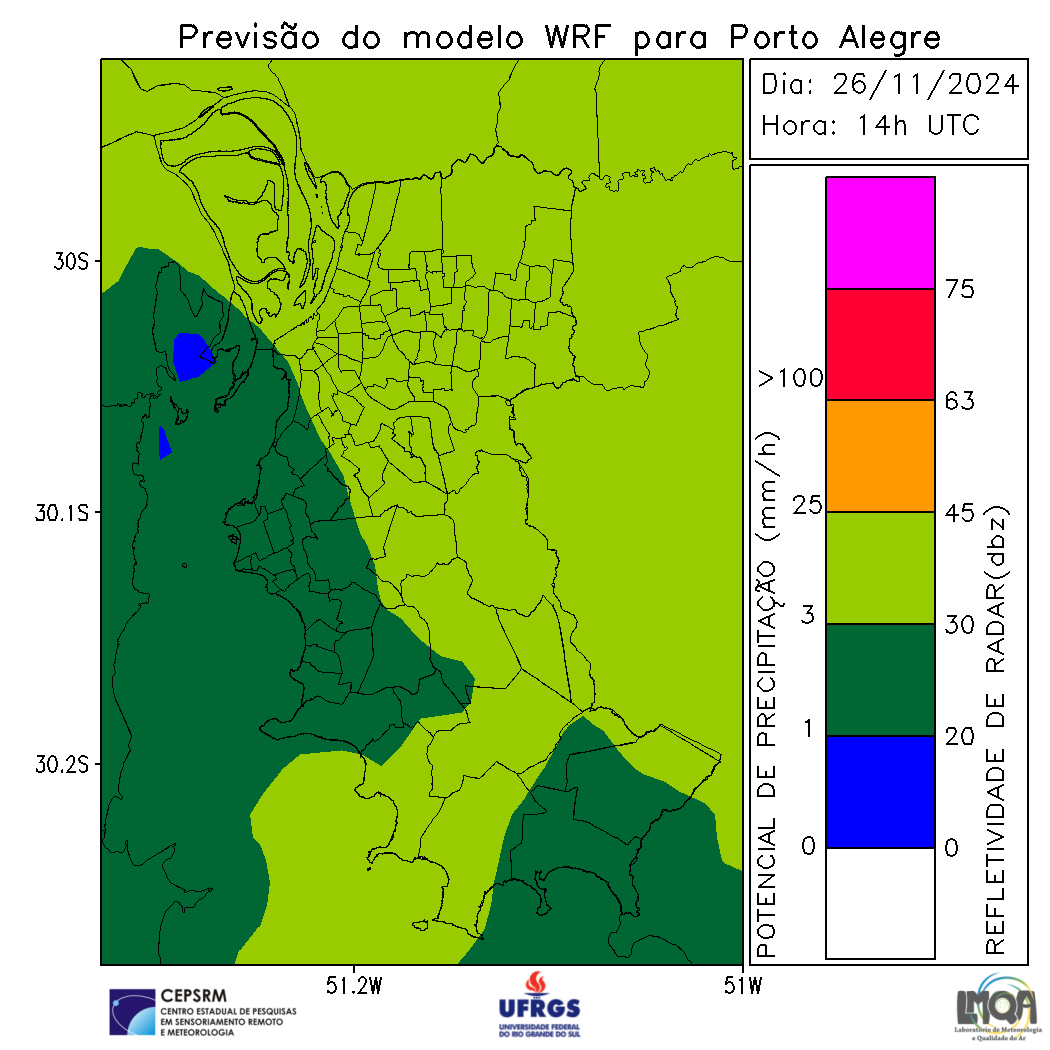 Previsão do modelo WRF para Porto Alegre
Dia: 26/11/2024
Hora: 14h UTC
30S
30.1S
30.2S
51.2W
51W
POTENCIAL DE PRECIPITAÇÃO (mm/h)
>100
25
3
1
0
75
63
45
30
20
0
REFLETIVIDADE DE RADAR(dbz)
CEPSRM
CENTRO ESTADUAL DE PESQUISAS
EM SENSORIAMENTO REMOTO
E METEOROLOGIA
UFRGS
UNIVERSIDADE FEDERAL
DO RIO GRANDE DO SUL
LMQA
Laboratório de Meteorologia
e Qualidade do Ar